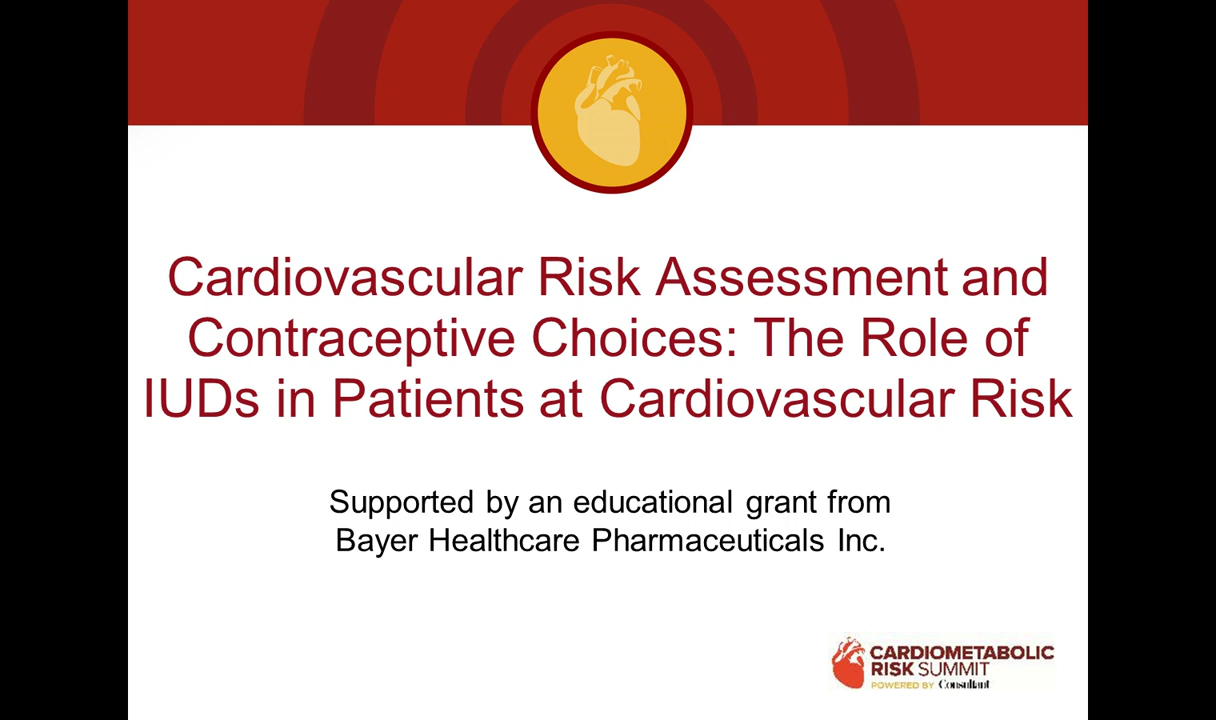 Cardiovascular Risk Assessment and
Contraceptive Choices: The Role of
IUDs in Patients at Cardiovascular Risk
Supported by an educational grant from
Bayer Healthcare Pharmaceuticals Inc.
CARDIOMETABOLIC
RISK SUMMIT
POWERED BY Consultant